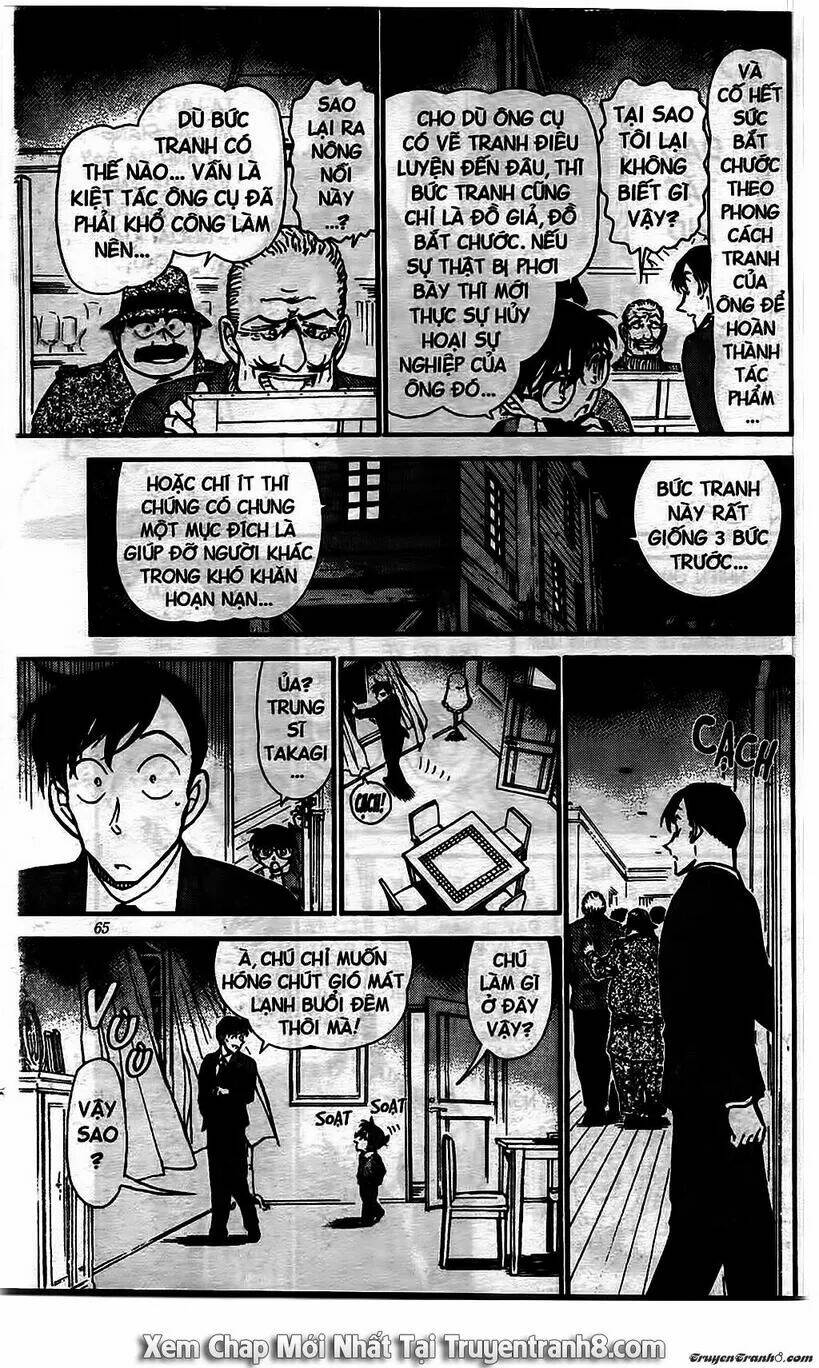 VÀ
CỐ HẾT
SỨC
BẮT
CHƯỚC
THEO
PHONG
CÁCH
TRANH
CỦA
ÔNG ĐỂ
HOÀN
THÀNH
TÁC
PHẨM
...
TẠI SAO
TÔI LẠI
KHÔNG
BIẾT GÌ
VẬY?
CHO DÙ ÔNG CỤ
CÓ VẼ TRANH ĐIÊU
LUYỆN ĐẾN ĐÂU, THÌ
BỨC TRANH CŨNG
CHỈ LÀ ĐỒ GIẢ, ĐỒ
BẮT CHƯỚC. NẾU
SỰ THẬT BỊ PHƠI
BÀY THÌ MỚI
THỰC SỰ HỦY
HOẠI SỰ
NGHIỆP CỦA
ÔNG ĐÓ...
SAO
LẠI RA
NÔNG
NỖI
NÀY
...?
DÙ BỨC
TRANH CÓ
THẾ NÀO... VẪN LÀ
KIỆT TÁC ÔNG CỤ ĐÃ
PHẢI KHỔ CÔNG LÀM
NÊN...
BỨC TRANH
NÀY RẤT
GIỐNG 3 BỨC
TRƯỚC...
HOẶC CHÍ ÍT THÌ
CHÚNG CÓ CHUNG
MỘT MỤC ĐÍCH LÀ
GIÚP ĐỠ NGƯỜI KHÁC
TRONG KHÓ KHĂN
HOẠN NẠN...
CẠCH
CẠCH!
ỦA?
TRUNG
SĨ
TAKAGI
...
65
CHÚ
LÀM GÌ
Ở ĐÂY
VẬY?
À, CHÚ CHỈ MUỐN
HÓNG CHÚT GIÓ MÁT
LẠNH BUỔI ĐÊM
THÔI MÀ!
SOẠT
SOẠT
VÙ Ừ Ừ
VẬY
SAO
?
Xem Chap Mới Nhất Tại Truyentranh8.com
TruyenTranh8.com